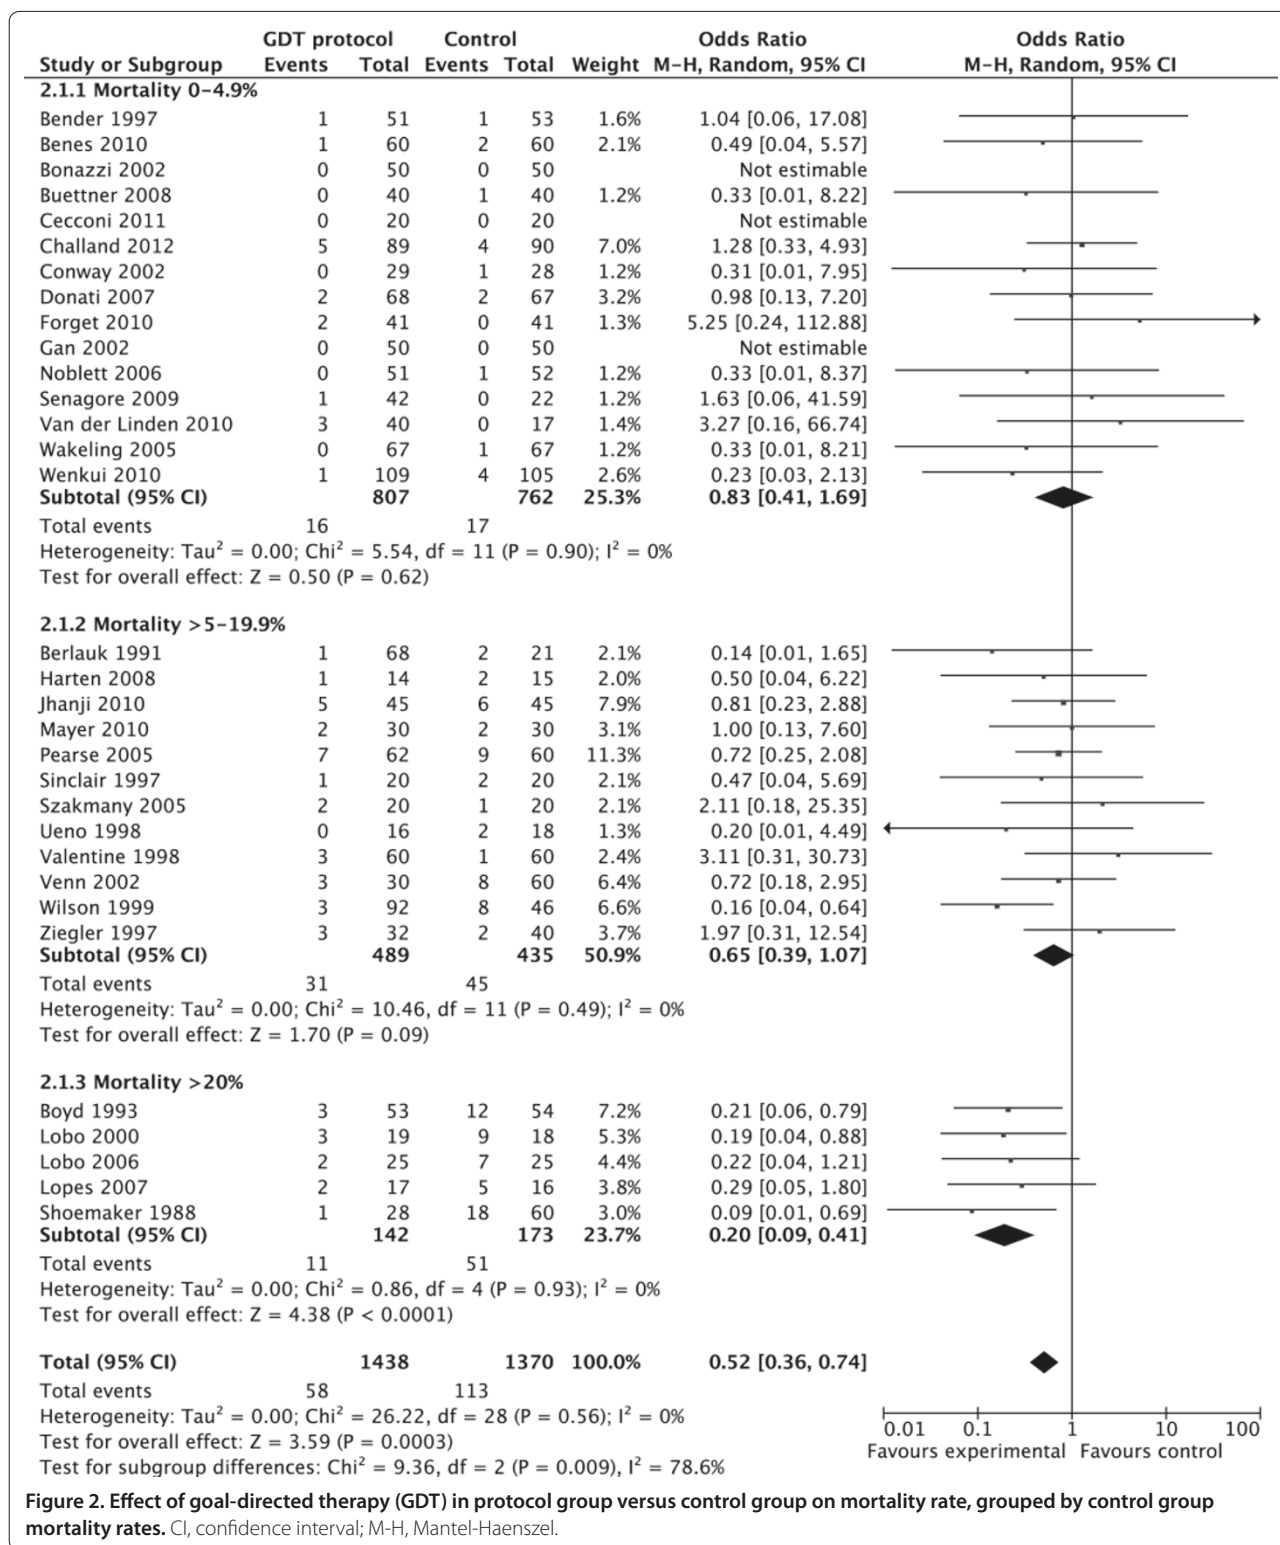 GDT protocol Control Odds Ratio Odds Ratio
Study or Subgroup Events Total Events Total Weight M-H, Random, 95% CI M-H, Random, 95% CI
2.1.1 Mortality 0-4.9%
Bender 1997 1 51 1 53 1.6% 1.04 [0.06, 17.08]
Benes 2010 1 60 2 60 2.1% 0.49 [0.04, 5.57]
Bonazzi 2002 0 50 0 50 Not estimable
Buettner 2008 0 40 1 40 1.2% 0.33 [0.01, 8.22]
Cecconi 2011 0 20 0 20 Not estimable
Challand 2012 5 89 4 90 7.0% 1.28 [0.33, 4.93]
Conway 2002 0 29 1 28 1.2% 0.31 [0.01, 7.95]
Donati 2007 2 68 2 67 3.2% 0.98 [0.13, 7.20]
Forget 2010 2 41 0 41 1.3% 5.25 [0.24, 112.88]
Gan 2002 0 50 0 50 Not estimable
Noblett 2006 0 51 1 52 1.2% 0.33 [0.01, 8.37]
Senagore 2009 1 42 0 22 1.2% 1.63 [0.06, 41.59]
Van der Linden 2010 3 40 0 17 1.4% 3.27 [0.16, 66.74]
Wakeling 2005 0 67 1 67 1.2% 0.33 [0.01, 8.21]
Wenkui 2010 1 109 4 105 2.6% 0.23 [0.03, 2.13]
Subtotal (95% CI) 807 762 25.3% 0.83 [0.41, 1.69]
Total events 16 17
Heterogeneity: Tau² = 0.00; Chi² = 5.54, df = 11 (P = 0.90); I² = 0%
Test for overall effect: Z = 0.50 (P = 0.62)
2.1.2 Mortality >5-19.9%
Berlauk 1991 1 68 2 21 2.1% 0.14 [0.01, 1.65]
Harten 2008 1 14 2 15 2.0% 0.50 [0.04, 6.22]
Jhanji 2010 5 45 6 45 7.9% 0.81 [0.23, 2.88]
Mayer 2010 2 30 2 30 3.1% 1.00 [0.13, 7.60]
Pearse 2005 7 62 9 60 11.3% 0.72 [0.25, 2.08]
Sinclair 1997 1 20 2 20 2.1% 0.47 [0.04, 5.69]
Szakmany 2005 2 20 1 20 2.1% 2.11 [0.18, 25.35]
Ueno 1998 0 16 2 18 1.3% 0.20 [0.01, 4.49]
Valentine 1998 3 60 1 60 2.4% 3.11 [0.31, 30.73]
Venn 2002 3 30 8 60 6.4% 0.72 [0.18, 2.95]
Wilson 1999 3 92 8 46 6.6% 0.16 [0.04, 0.64]
Ziegler 1997 3 32 2 40 3.7% 1.97 [0.31, 12.54]
Subtotal (95% CI) 489 435 50.9% 0.65 [0.39, 1.07]
Total events 31 45
Heterogeneity: Tau² = 0.00; Chi² = 10.46, df = 11 (P = 0.49); I² = 0%
Test for overall effect: Z = 1.70 (P = 0.09)
2.1.3 Mortality >20%
Boyd 1993 3 53 12 54 7.2% 0.21 [0.06, 0.79]
Lobo 2000 3 19 9 18 5.3% 0.19 [0.04, 0.88]
Lobo 2006 2 25 7 25 4.4% 0.22 [0.04, 1.21]
Lopes 2007 2 17 5 16 3.8% 0.29 [0.05, 1.80]
Shoemaker 1988 1 28 18 60 3.0% 0.09 [0.01, 0.69]
Subtotal (95% CI) 142 173 23.7% 0.20 [0.09, 0.41]
Total events 11 51
Heterogeneity: Tau² = 0.00; Chi² = 0.86, df = 4 (P = 0.93); I² = 0%
Test for overall effect: Z = 4.38 (P < 0.0001)
Total (95% CI) 1438 1370 100.0% 0.52 [0.36, 0.74]
Total events 58 113
Heterogeneity: Tau² = 0.00; Chi² = 26.22, df = 28 (P = 0.56); I² = 0%
Test for overall effect: Z = 3.59 (P = 0.0003)
Test for subgroup differences: Chi² = 9.36, df = 2 (P = 0.009), I² = 78.6%
0.01 0.1 1 10 100
Favours experimental Favours control
Figure 2. Effect of goal-directed therapy (GDT) in protocol group versus control group on mortality rate, grouped by control group
mortality rates. CI, confidence interval; M-H, Mantel-Haenszel.